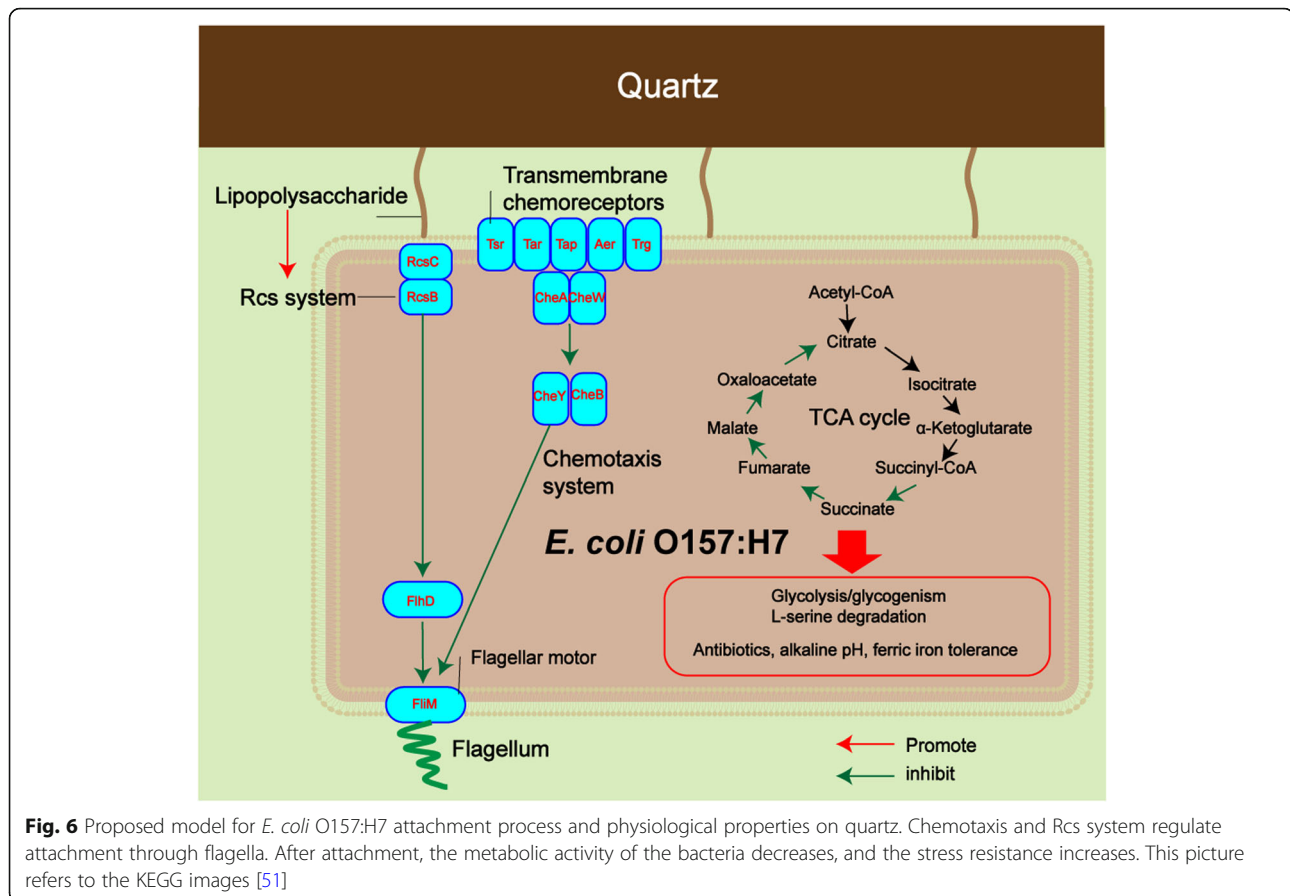 Quartz
Lipopolysaccharide
Rcs system
Transmembrane
chemoreceptors
Tsr
Tar
Tap
Aer
Trg
RcsC
RcsB
CheA
CheW
CheY
CheB
Chemotaxis
system
Acetyl-CoA
Citrate
Isocitrate
α-Ketoglutarate
Succinyl-CoA
Succinate
Fumarate
Malate
Oxaloacetate
TCA cycle
E. coli O157:H7
Glycolysis/glycogenism
L-serine degradation
Antibiotics, alkaline pH, ferric iron tolerance
FlhD
Flagellar motor
FliM
Flagellum
Promote
inhibit
Fig. 6 Proposed model for E. coli O157:H7 attachment process and physiological properties on quartz. Chemotaxis and Rcs system regulate
attachment through flagella. After attachment, the metabolic activity of the bacteria decreases, and the stress resistance increases. This picture
refers to the KEGG images [51]